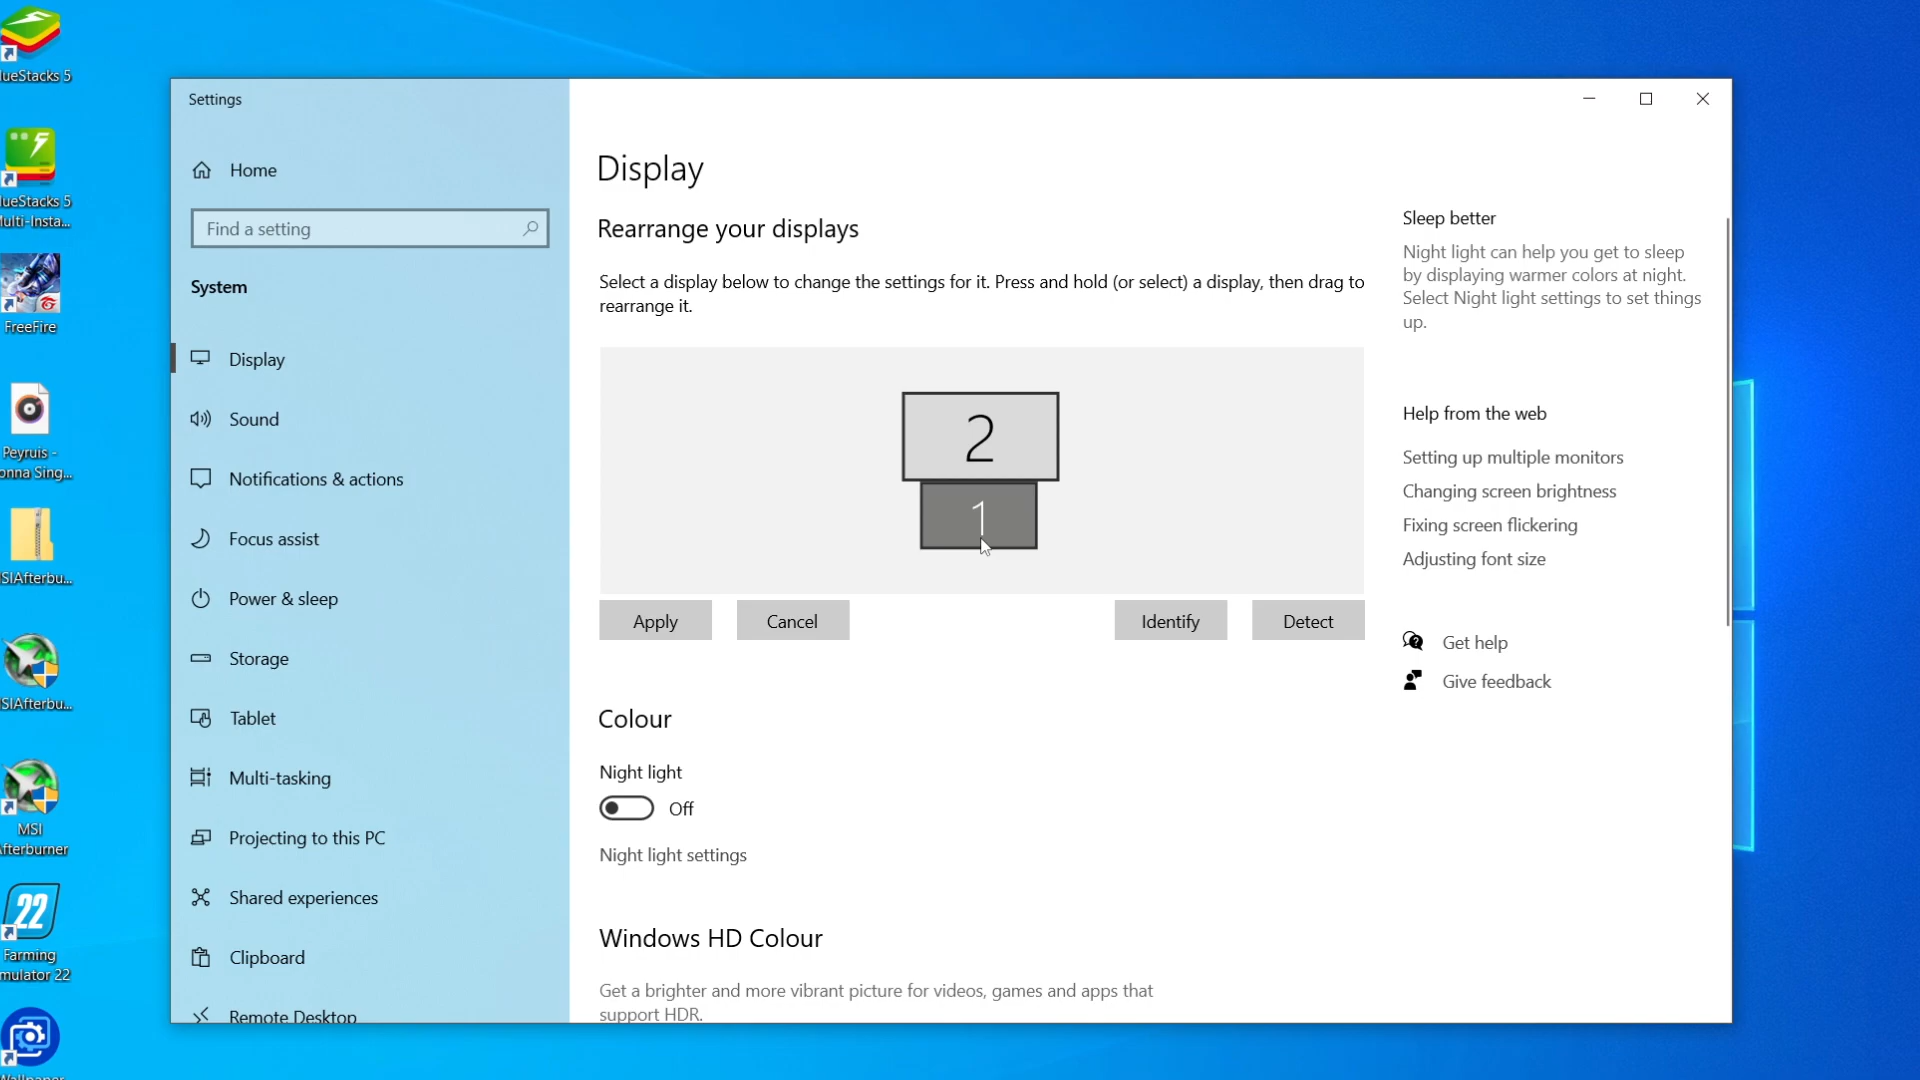 lueStacks 5
lueStacks 5
Multi-Insta...
FreeFire
Peyruis -
onna Sing...
SIAfterbu...
SIAfterbu...
MSI
Afterburner
22
Farming
mulator 22
Settings
Home
Find a setting
System
Display
Sound
Notifications & actions
Focus assist
Power & sleep
Storage
Tablet
Multi-tasking
Projecting to this PC
Shared experiences
Clipboard
Remote Desktop
Display
Rearrange your displays
Select a display below to change the settings for it. Press and hold (or select) a display, then drag to
rearrange it.
2
1
Apply
Cancel
Identify
Detect
Colour
Night light
Off
Night light settings
Windows HD Colour
Get a brighter and more vibrant picture for videos, games and apps that
support HDR.
Sleep better
Night light can help you get to sleep
by displaying warmer colors at night.
Select Night light settings to set things
up.
Help from the web
Setting up multiple monitors
Changing screen brightness
Fixing screen flickering
Adjusting font size
Get help
Give feedback